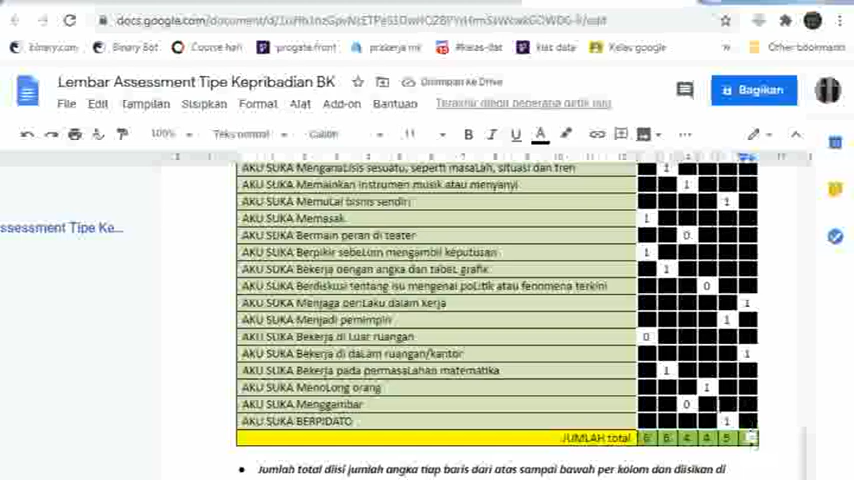 docs.google.com/document/d/
binary.com Binary Bot Course hari progate front prakerja mr #kelas-dat kias data Kelas google » Other bookmarks
Lembar Assessment Tipe Kepribadian BK Disimpan ke Drive
File Edit Tampilan Sisipkan Format Alat Add-on Bantuan Terakhir diedit beberapa detik lalu Bagikan
100% Teks normal Calibri 11 B I U A
ssessment Tipe Ke...
AKU SUKA MenganaLisis sesuatu, seperti masaLah, situasi dan tren 1
AKU SUKA Memainkan instrumen musik atau menyanyi 1
AKU SUKA MemuLai bisnis sendiri 1
AKU SUKA Memasak 1
AKU SUKA Bermain peran di teater 0
AKU SUKA Berpikir sebeLum mengambil keputusan 1
AKU SUKA Bekerja dengan angka dan tabeL grafik 1
AKU SUKA Berdiskusi tentang isu mengenai poLitik atau fenomena terkini 0
AKU SUKA Menjaga periLaku dalam kerja 1
AKU SUKA Menjadi pemimpin 1
AKU SUKA Bekerja di Luar ruangan 0
AKU SUKA Bekerja di daLam ruangan/kantor 1
AKU SUKA Bekerja pada permasaLahan matematika 1
AKU SUKA MenoLong orang 1
AKU SUKA Menggambar 0
AKU SUKA BERPIDATO 1
JUMLAH total 6 6 4 4 5
• Jumlah total diisi jumlah angka tiap baris dari atas sampai bawah per kolom dan diisikan di